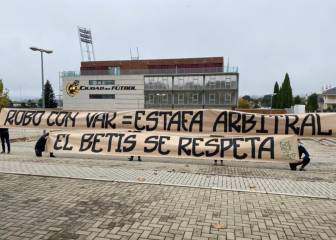 CIUDAD DEL FÚTBOL
ROBO CON VAR = ESTAFA ARBITRAL
EL BETIS SE RESPETA